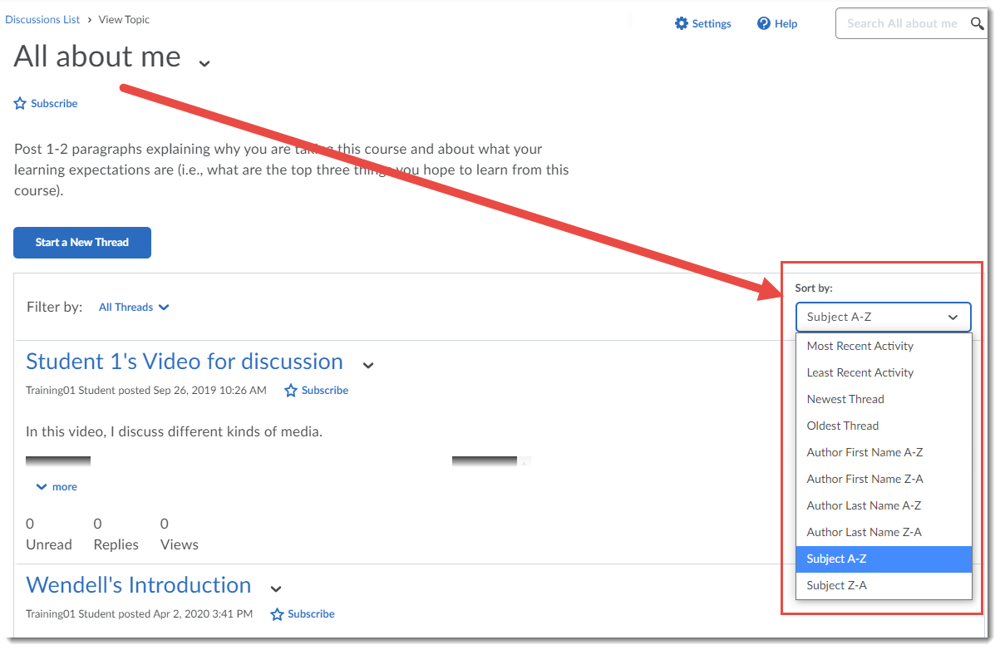 Discussions List › View Topic
Settings
Help
Search All about me
All about me
Subscribe
Post 1-2 paragraphs explaining why you are taking this course and about what your
learning expectations are (i.e., what are the top three things you hope to learn from this
course).
Start a New Thread
Filter by: All Threads
Sort by:
Subject A-Z
Most Recent Activity
Least Recent Activity
Newest Thread
Oldest Thread
Author First Name A-Z
Author First Name Z-A
Author Last Name A-Z
Author Last Name Z-A
Subject A-Z
Subject Z-A
Student 1's Video for discussion
Training01 Student posted Sep 26, 2019 10:26 AM Subscribe
In this video, I discuss different kinds of media.
more
0 0 0
Unread Replies Views
Wendell's Introduction
Training01 Student posted Apr 2, 2020 3:41 PM Subscribe